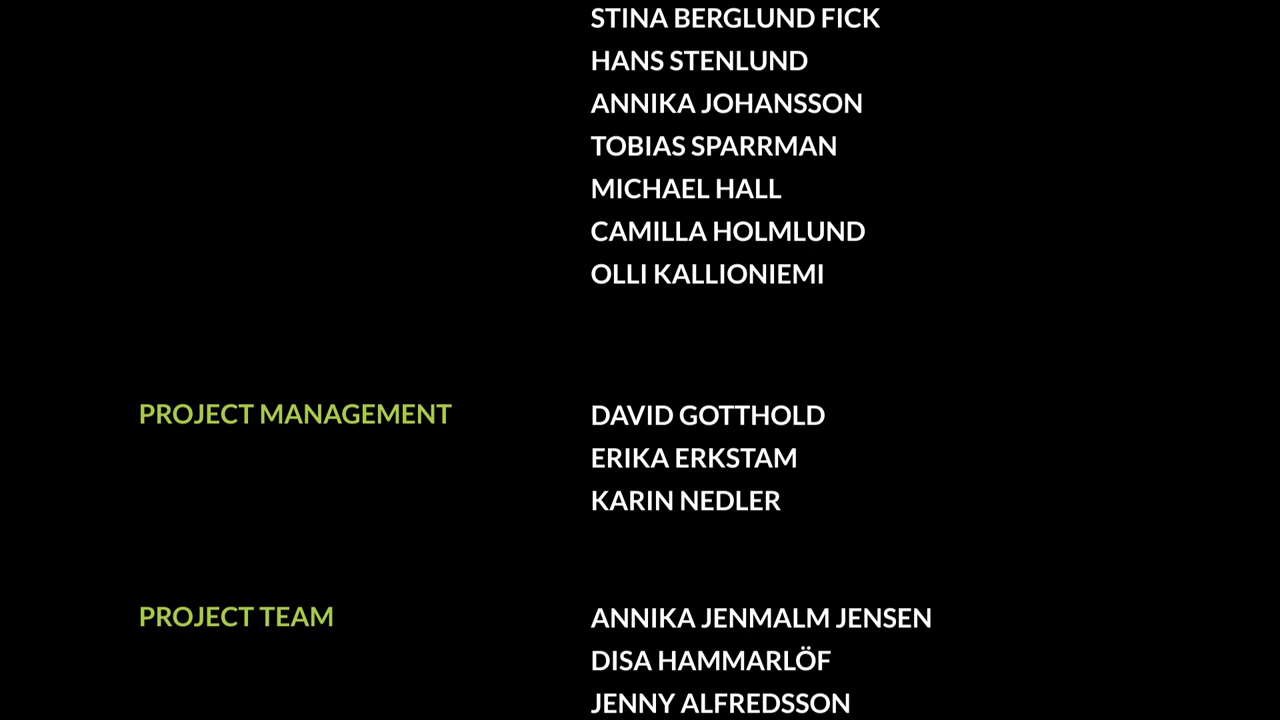 STINA BERGLUND FICK
HANS STENLUND
ANNIKA JOHANSSON
TOBIAS SPARRMAN
MICHAEL HALL
CAMILLA HOLMLUND
OLLI KALLIONIEMI
PROJECT MANAGEMENT DAVID GOTTHOLD
ERIKA ERKSTAM
KARIN NEDLER
PROJECT TEAM ANNIKA JENMALM JENSEN
DISA HAMMARLÖF
JENNY ALFREDSSON